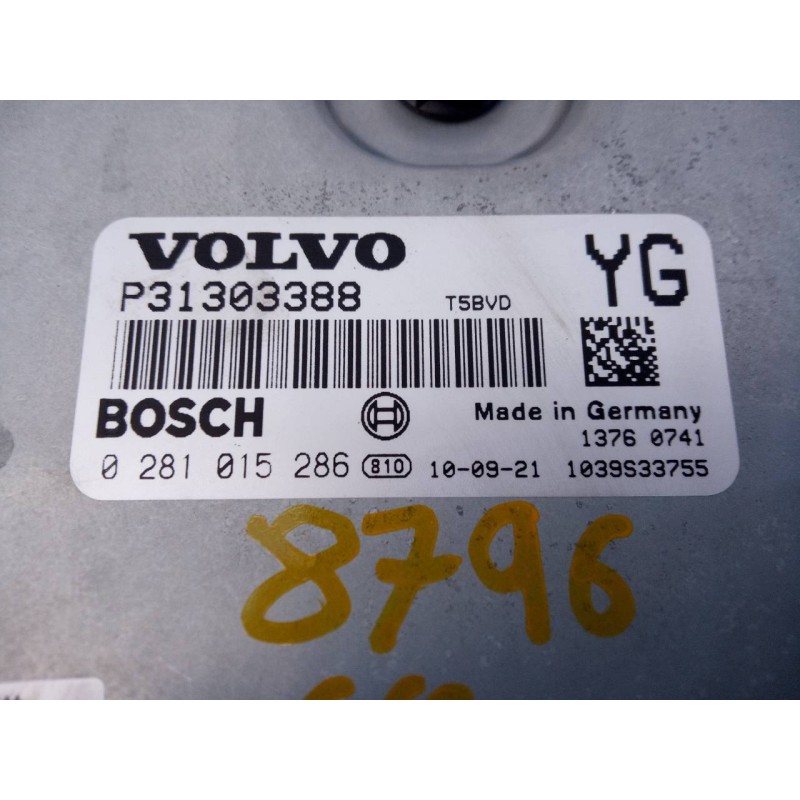 VOLVO
YG
P31303388 T5BVD
BOSCH Made in Germany
1376 0741
0 281 015 286 810 10-09-21 1039S33755
8796